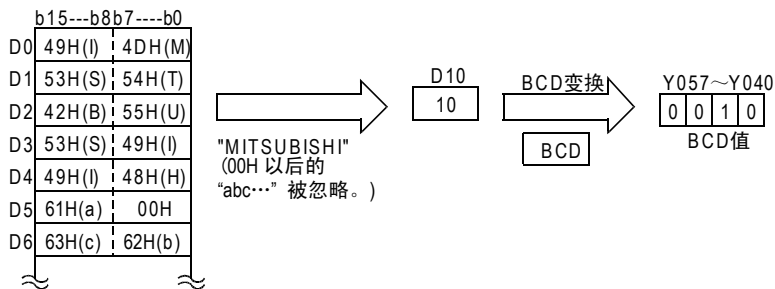 b15---b8 b7----b0
D0 49H(I) 4DH(M)
D1 53H(S) 54H(T)
D2 42H(B) 55H(U)
D3 53H(S) 49H(I)
D4 49H(I) 48H(H)
D5 61H(a) 00H
D6 63H(c) 62H(b)
"MITSUBISHI"
(00H 以后的
“abc…” 被忽略。)
D10
10
BCD变换
BCD
Y057～Y040
0 0 1 0
BCD值